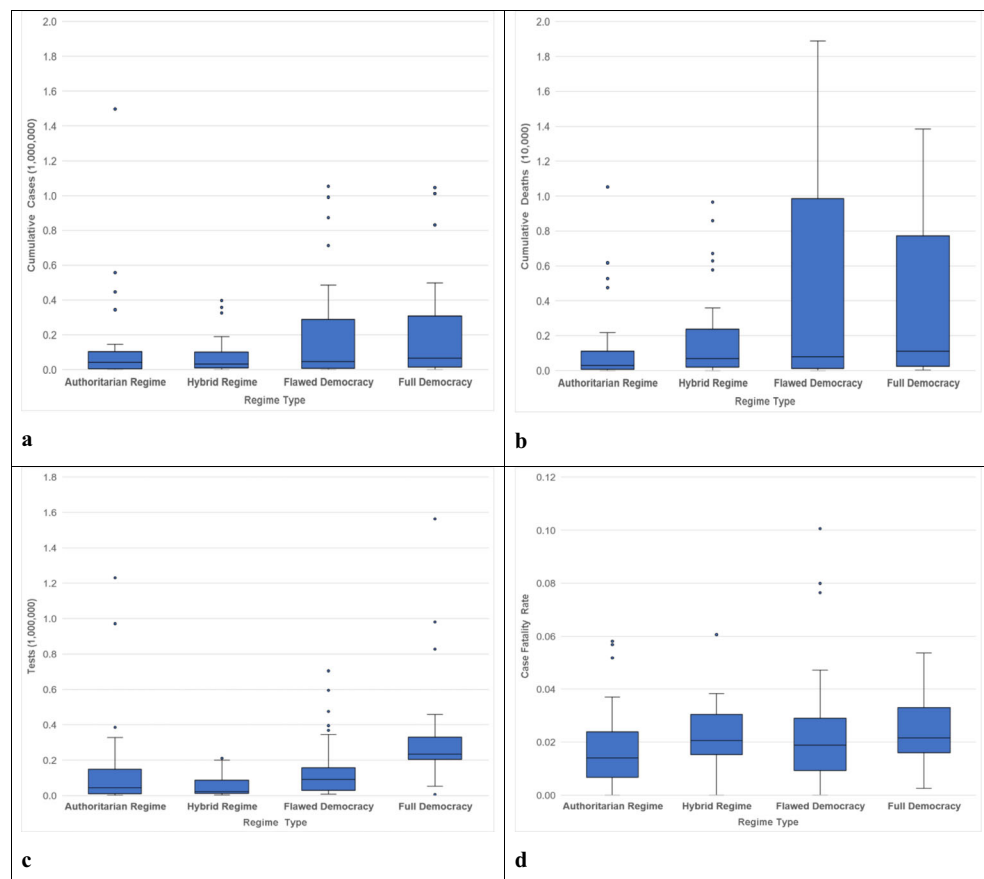 2.0
1.8
1.6
1.4
1.2
1.0
0.8
0.6
0.4
0.2
0.0
Cumulative Cases (1,000,000)
Authoritarian Regime Hybrid Regime Flawed Democracy Full Democracy
Regime Type
a
2.0
1.8
1.6
1.4
1.2
1.0
0.8
0.6
0.4
0.2
0.0
Cumulative Deaths (10,000)
Authoritarian Regime Hybrid Regime Flawed Democracy Full Democracy
Regime Type
b
1.8
1.6
1.4
1.2
1.0
0.8
0.6
0.4
0.2
0.0
Tests (1,000,000)
Authoritarian Regime Hybrid Regime Flawed Democracy Full Democracy
Regime Type
c
0.12
0.10
0.08
0.06
0.04
0.02
0.00
Case Fatality Rate
Authoritarian Regime Hybrid Regime Flawed Democracy Full Democracy
Regime Type
d